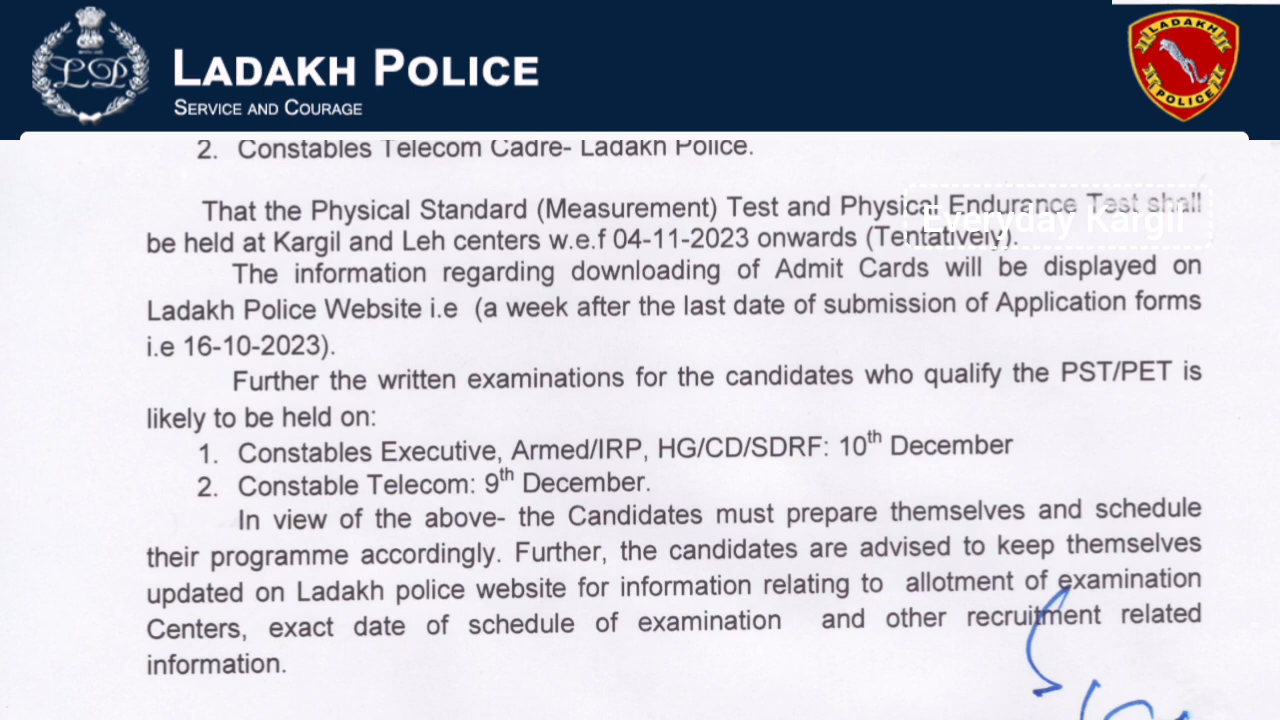 LADAKH POLICE
SERVICE AND COURAGE
LP
LADAKH
POLICE
2. Constables Telecom Cadre- Ladakh Police.
That the Physical Standard (Measurement) Test and Physical Endurance Test shall
Everyday Kargil
be held at Kargil and Leh centers w.e.f 04-11-2023 onwards (Tentatively).
The information regarding downloading of Admit Cards will be displayed on
Ladakh Police Website i.e (a week after the last date of submission of Application forms
i.e 16-10-2023).
Further the written examinations for the candidates who qualify the PST/PET is
likely to be held on:
1. Constables Executive, Armed/IRP, HG/CD/SDRF: 10th December
2. Constable Telecom: 9th December.
In view of the above- the Candidates must prepare themselves and schedule
their programme accordingly. Further, the candidates are advised to keep themselves
updated on Ladakh police website for information relating to allotment of examination
Centers, exact date of schedule of examination and other recruitment related
information.